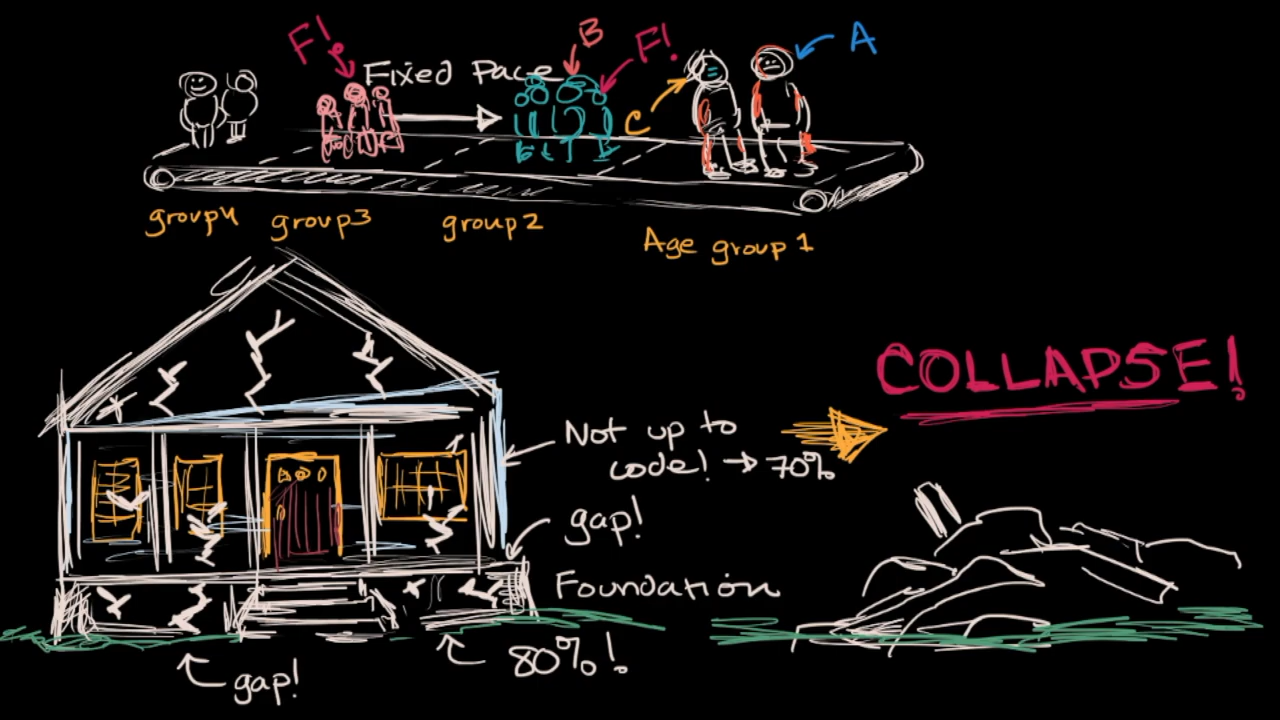 F!
B
F!
A
Fixed Pace
C
group4
group3
group2
Age group 1
COLLAPSE!
Not up to
code! → 70%
gap!
Foundation
80%!
gap!